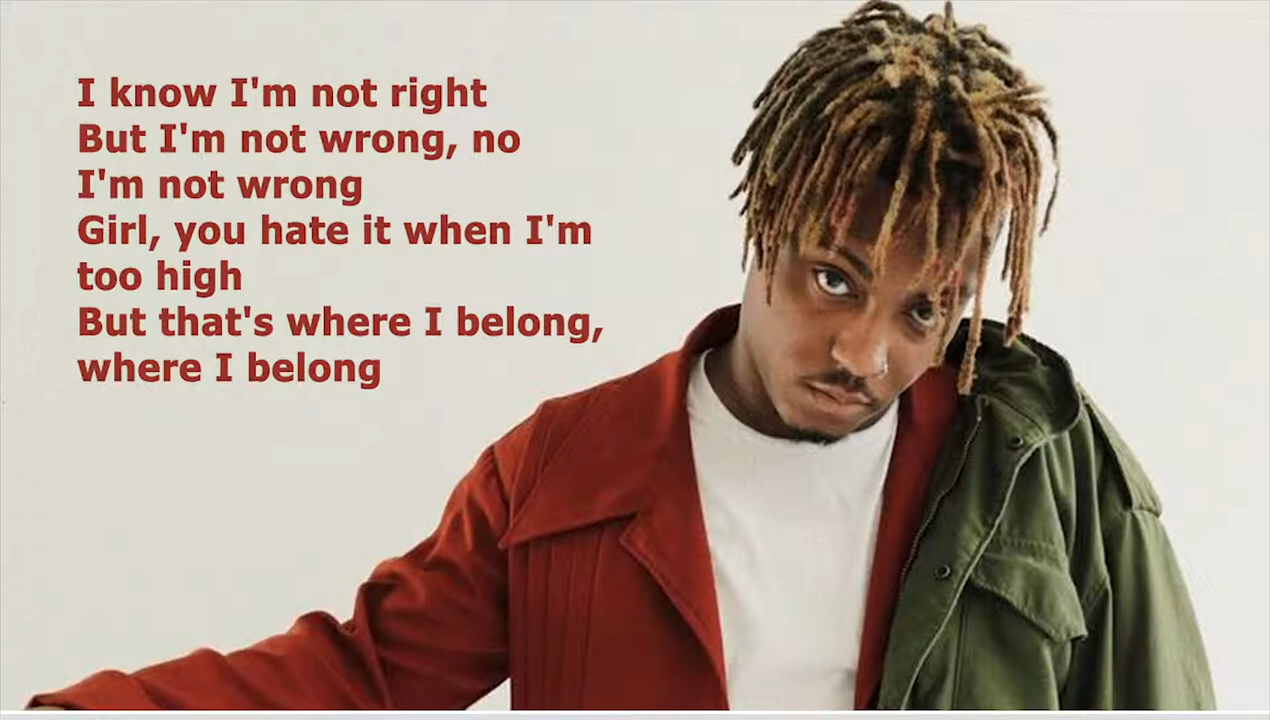 I know I'm not right
But I'm not wrong, no
I'm not wrong
Girl, you hate it when I'm
too high
But that's where I belong,
where I belong